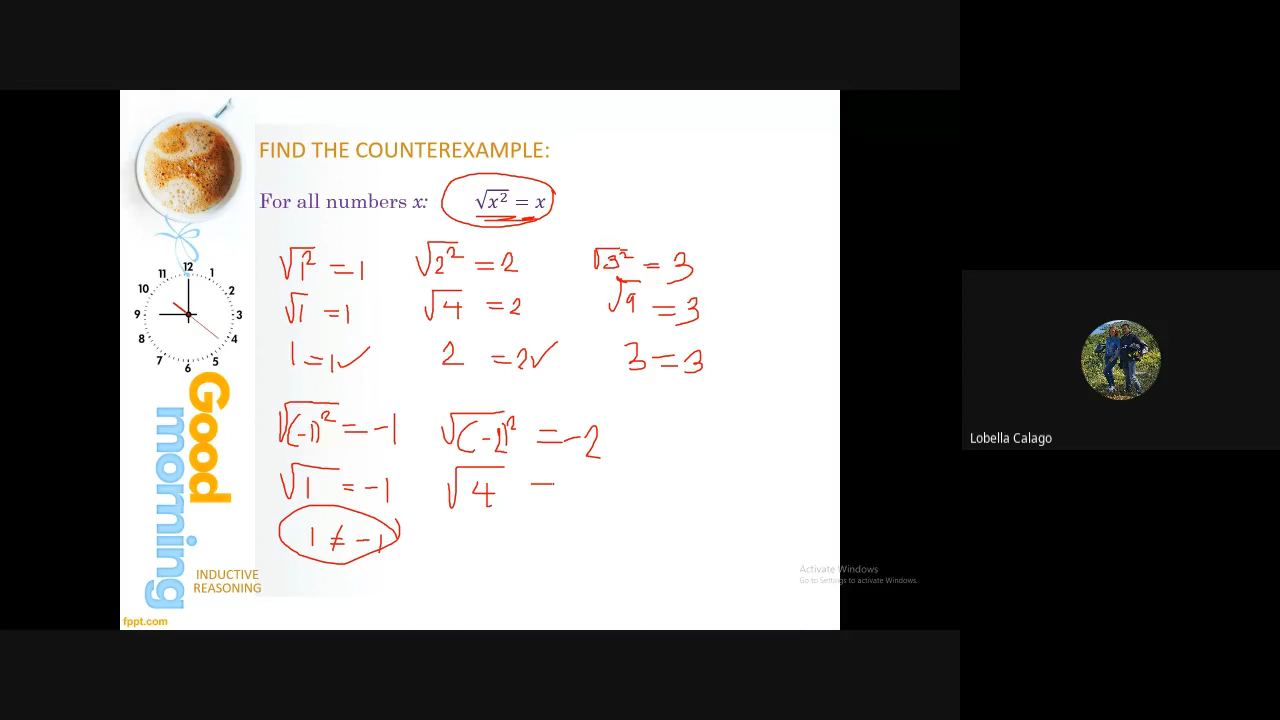 FIND THE COUNTEREXAMPLE:
For all numbers x: √x² = x
√1² = 1 √2² = 2 √3² = 3
√1 = 1 √4 = 2 √9 = 3
1 = 1✓ 2 = 2✓ 3 = 3
√(-1)² = -1 √(-2)² = -2
√1 = -1 √4 =
1 ≠ -1
12
11 1
10 2
9 3
8 4
7 5
6
Good
morning
INDUCTIVE
REASONING
fppt.com
Activate Windows
Go to Settings to activate Windows.
Lobella Calago